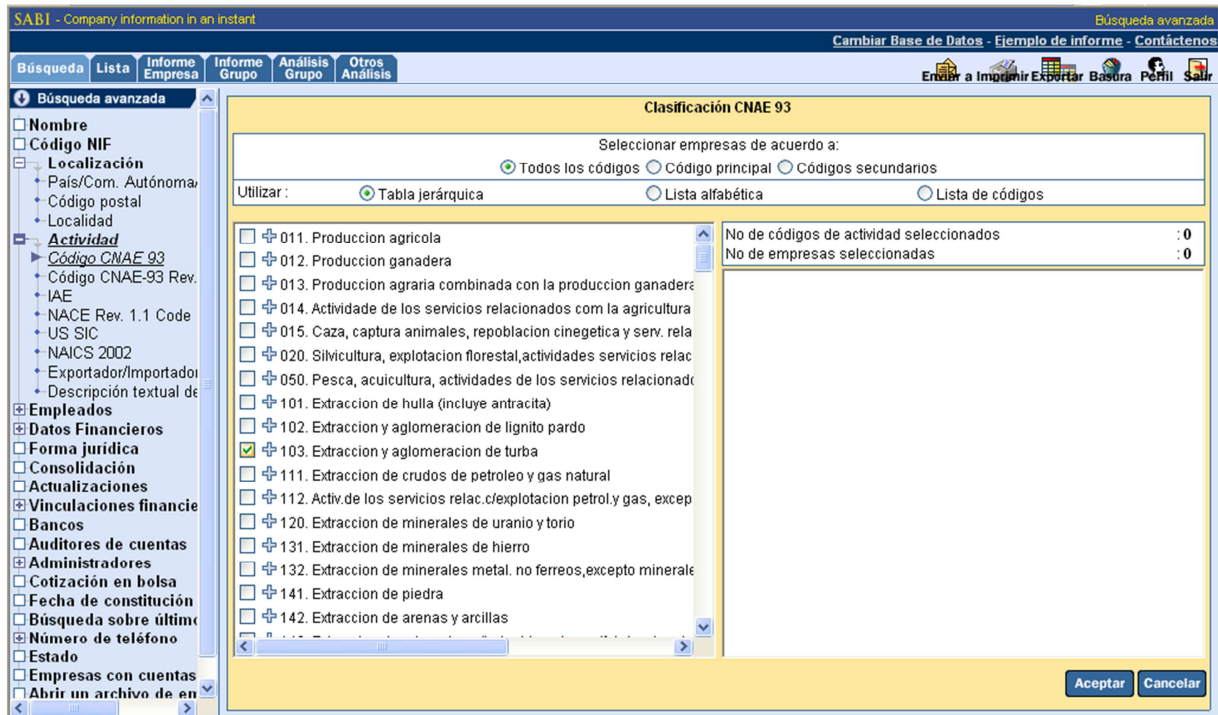 SABI - Company information in an instant
Búsqueda avanzada
Cambiar Base de Datos - Ejemplo de informe - Contáctenos
Búsqueda Lista Informe Empresa Informe Grupo Análisis Grupo Otros Análisis
Enviar a Imprimir Exportar Basura Perfil Salir
Búsqueda avanzada
Nombre
Código NIF
Localización
País/Com. Autónoma/
Código postal
Localidad
Actividad
Código CNAE 93
Código CNAE-93 Rev.
IAE
NACE Rev. 1.1 Code
US SIC
NAICS 2002
Exportador/Importador
Descripción textual de
Empleados
Datos Financieros
Forma jurídica
Consolidación
Actualizaciones
Vinculaciones financie
Bancos
Auditores de cuentas
Administradores
Cotización en bolsa
Fecha de constitución
Búsqueda sobre último
Número de teléfono
Estado
Empresas con cuentas
Abrir un archivo de em
Clasificación CNAE 93
Seleccionar empresas de acuerdo a:
Todos los códigos Código principal Códigos secundarios
Utilizar : Tabla jerárquica Lista alfabética Lista de códigos
011. Produccion agricola
012. Produccion ganadera
013. Produccion agraria combinada con la produccion ganadera
014. Actividade de los servicios relacionados com la agricultura
015. Caza, captura animales, repoblacion cinegetica y serv. rela
020. Silvicultura, explotacion florestal,actividades servicios relac
050. Pesca, acuicultura, actividades de los servicios relacionado
101. Extraccion de hulla (incluye antracita)
102. Extraccion y aglomeracion de lignito pardo
103. Extraccion y aglomeracion de turba
111. Extraccion de crudos de petroleo y gas natural
112. Activ.de los servicios relac.c/explotacion petrol.y gas, excep
120. Extraccion de minerales de uranio y torio
131. Extraccion de minerales de hierro
132. Extraccion de minerales metal. no ferreos,excepto minerale
141. Extraccion de piedra
142. Extraccion de arenas y arcillas
No de códigos de actividad seleccionados : 0
No de empresas seleccionadas : 0
Aceptar Cancelar